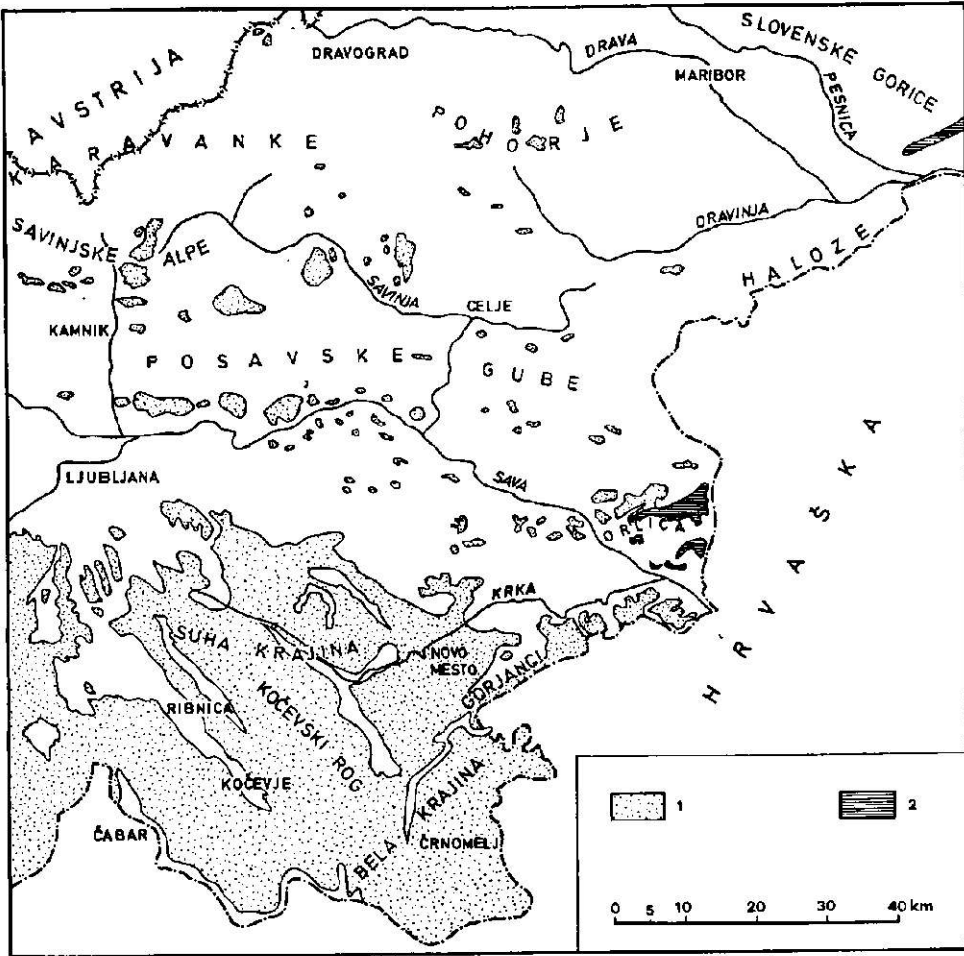 AVSTRIJA
DRAVOGRAD
DRAVA
MARIBOR
SLOVENSKE GORICE
PESNICA
KARAVANKE
POHORJE
SAVINJSKE ALPE
DRAVINJA
HALOZE
KAMNIK
SAVINJA
CELJE
POSAVSKE GUBE
LJUBLJANA
SAVA
ORLICA
HRVAŠKA
KRKA
SUHA KRAJINA
NOVO MESTO
GORJANCI
RIBNICA
KOČEVSKI ROG
KOČEVJE
BELA KRAJINA
ČABAR
ČRNOMELJ
1
2
0 5 10 20 30 40 km